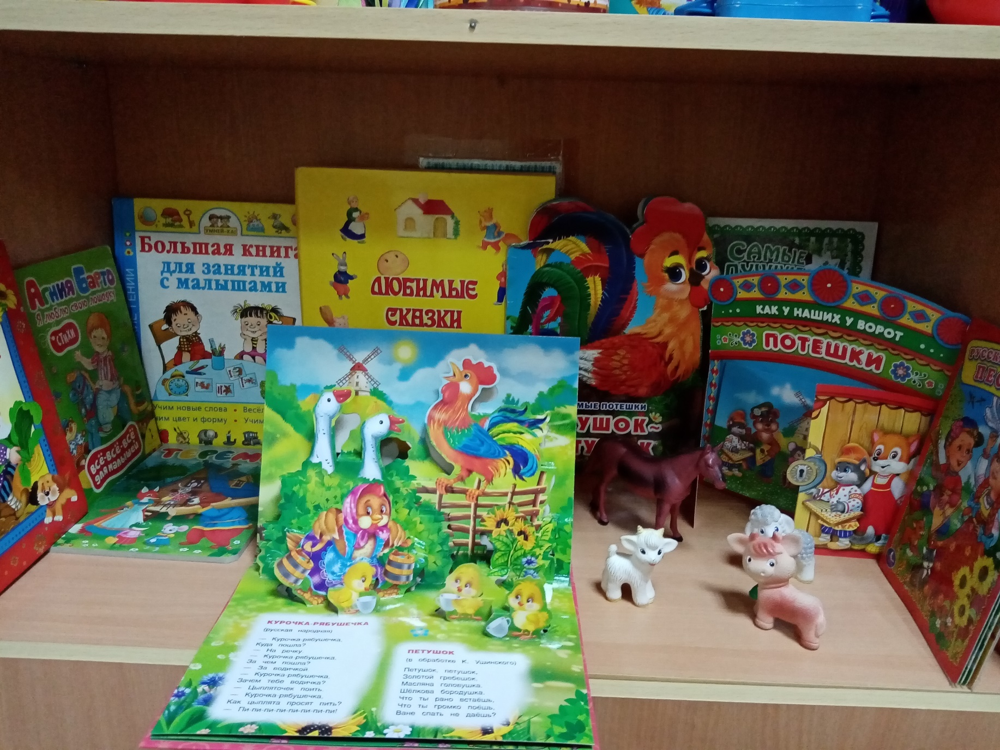 АГНИЯ БАРТО
Я люблю свою лошадку
СТИХИ
ВСЁ-ВСЁ-ВСЁ
ДЛЯ МАЛЫШЕЙ
УМНЕЙ-КА!
Большая книга
для занятий
с малышами
Учим новые слова •
цвет и форму • Учим
ТЕРЕМ
ЛЮБИМЫЕ
СКАЗКИ
ПОТЕШКИ
САМЫЕ
КАК У НАШИХ У ВОРОТ
ПОТЕШКИ
КУРОЧКА-РЯБУШЕЧКА
(русская народная)
— Курочка-рябушечка,
Куда пошла?
— На речку.
— Курочка-рябушечка,
За чем пошла?
— За водичкой.
— Курочка-рябушечка,
Зачем тебе водичка?
— Цыпляточек поить.
— Курочка-рябушечка,
Как цыплята просят пить?
— Пи-пи-пи-пи-пи-пи-пи-пи!
ПЕТУШОК
(в обработке К. Ушинского)
Петушок, петушок,
Золотой гребешок,
Масляна головушка,
Шёлкова бородушка.
Что ты рано встаёшь,
Что ты громко поёшь,
Ване спать не даёшь?